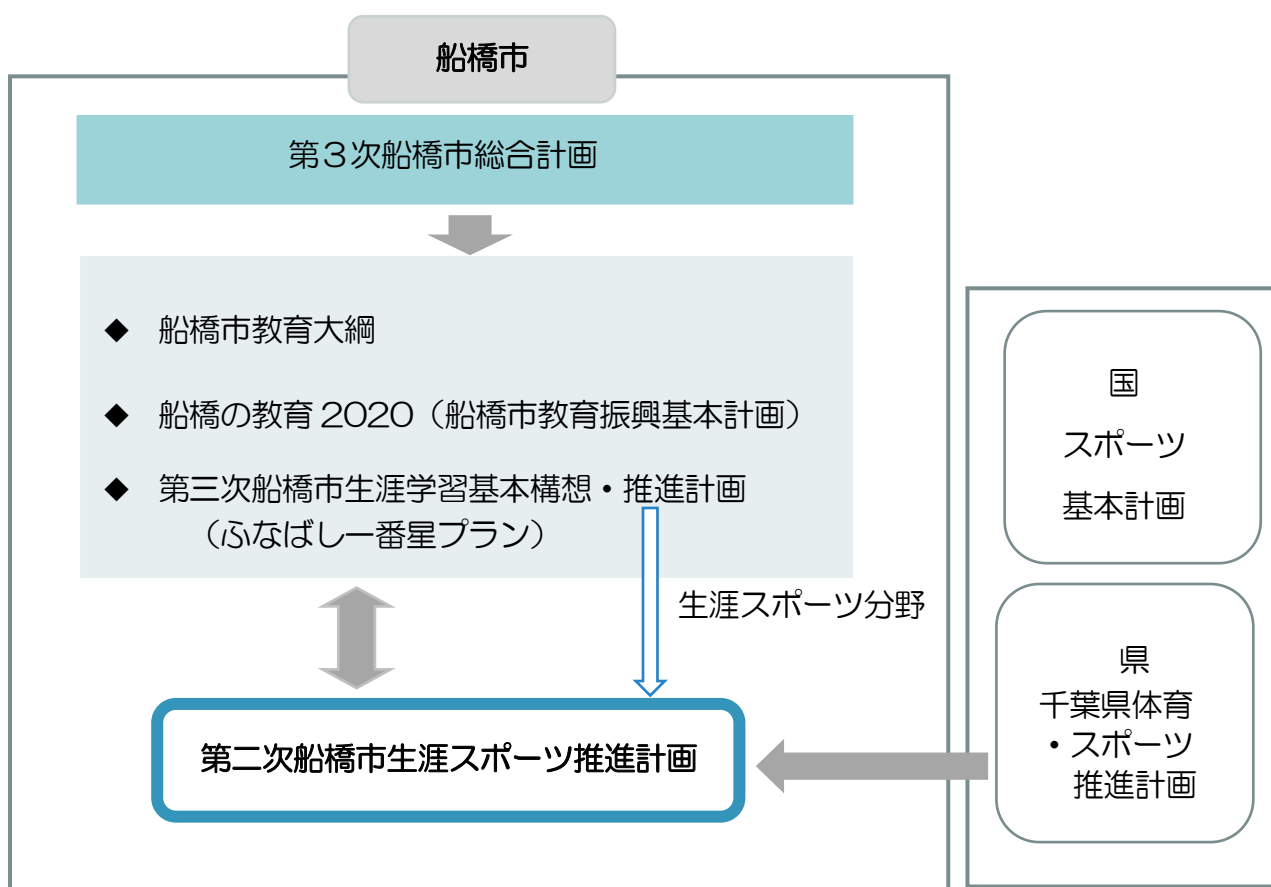 船橋市
第３次船橋市総合計画
◆ 船橋市教育大綱
◆ 船橋の教育 2020（船橋市教育振興基本計画）
◆ 第三次船橋市生涯学習基本構想・推進計画
（ふなばし一番星プラン）
生涯スポーツ分野
第二次船橋市生涯スポーツ推進計画
国
スポーツ
基本計画
県
千葉県体育
・スポーツ
推進計画